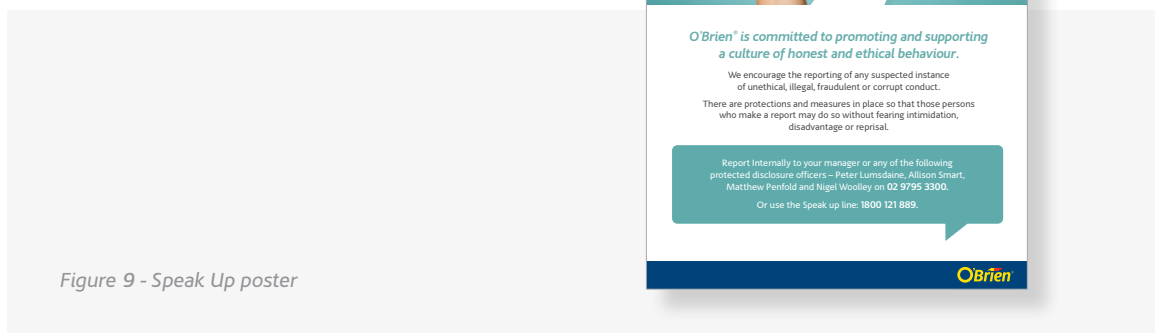 O'Brien® is committed to promoting and supporting
a culture of honest and ethical behaviour.
We encourage the reporting of any suspected instance
of unethical, illegal, fraudulent or corrupt conduct.
There are protections and measures in place so that those persons
who make a report may do so without fearing intimidation,
disadvantage or reprisal.
Report Internally to your manager or any of the following
protected disclosure officers – Peter Lumsdaine, Allison Smart,
Matthew Penfold and Nigel Woolley on 02 9795 3300.
Or use the Speak up line: 1800 121 889.
Figure 9 - Speak Up poster
O'Brien